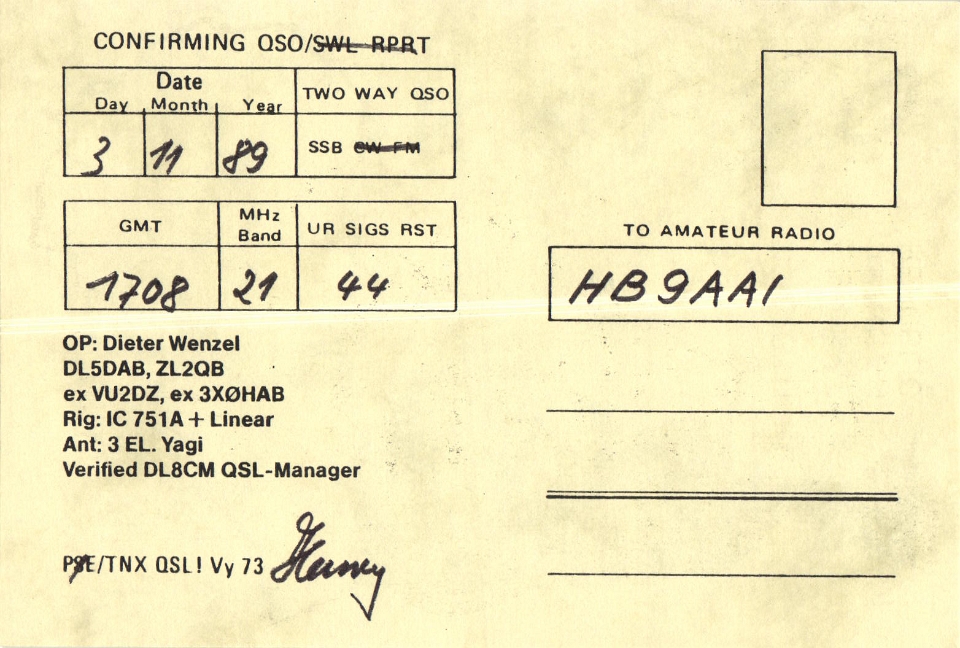 CONFIRMING QSO/SWL RPRT
Date
Day Month Year
TWO WAY QSO
3 11 89
SSB CW FM
GMT
MHz
Band
UR SIGS RST
1708 21 44
OP: Dieter Wenzel
DL5DAB, ZL2QB
ex VU2DZ, ex 3XØHAB
Rig: IC 751A + Linear
Ant: 3 EL. Yagi
Verified DL8CM QSL-Manager
PSE/TNX QSL! Vy 73
TO AMATEUR RADIO
HB9AAI